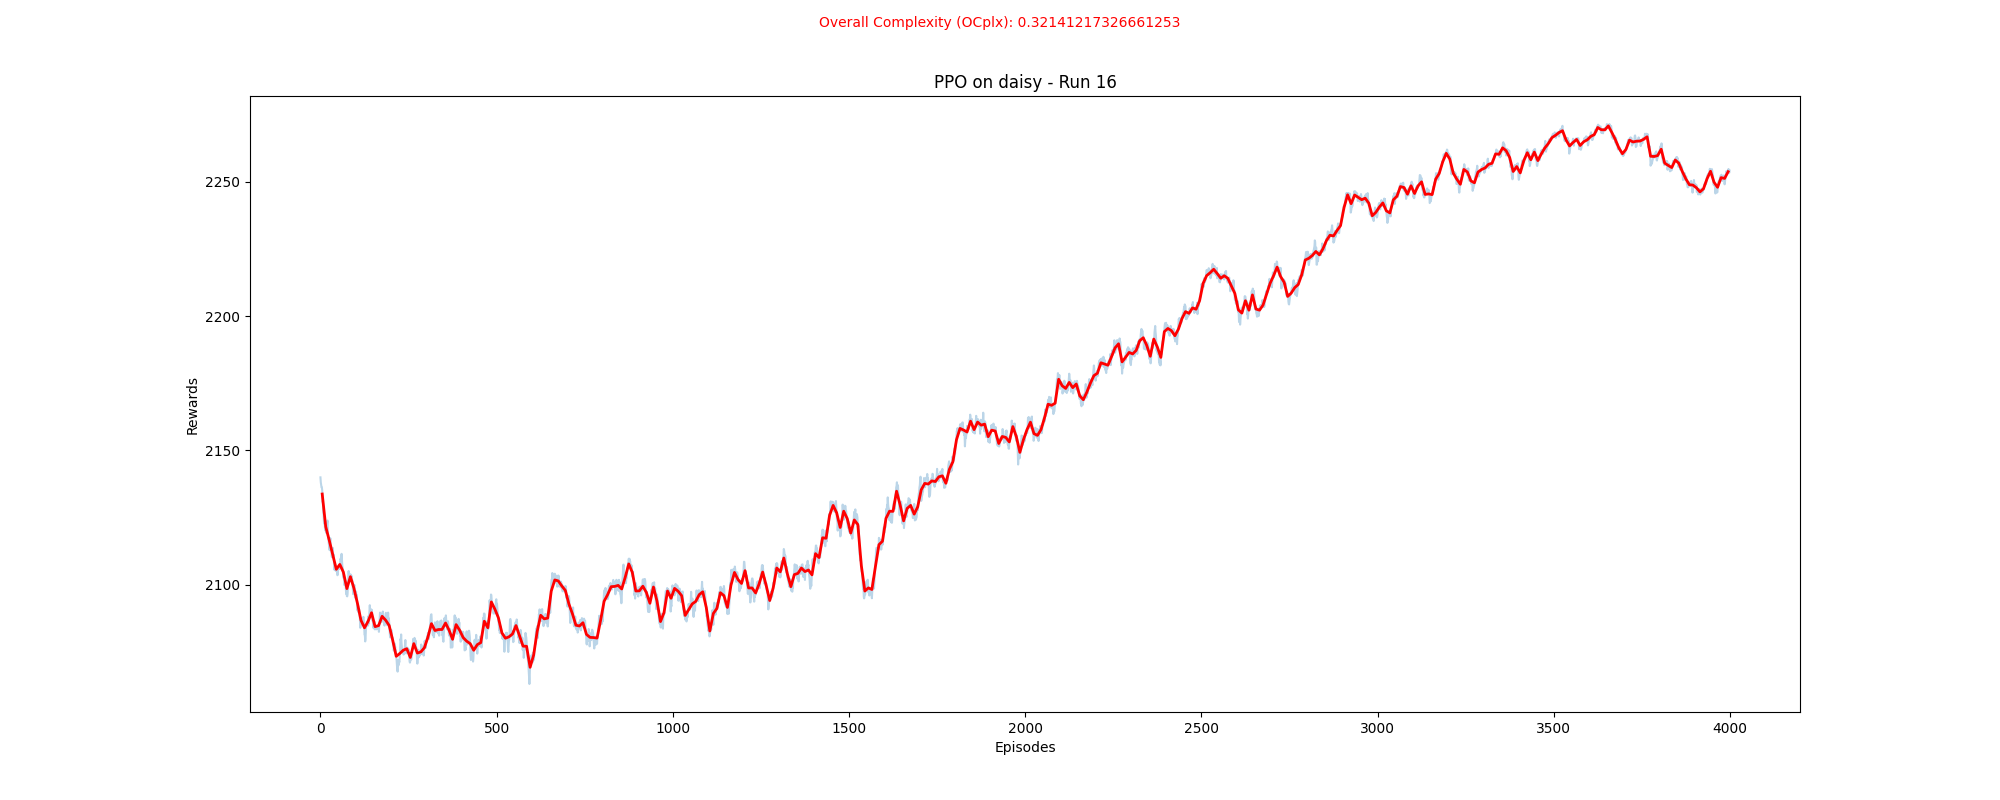 Overall Complexity (OCplx): 0.32141217326661253
PPO on daisy - Run 16
Rewards
2250
2200
2150
2100
0 500 1000 1500 2000 2500 3000 3500 4000
Episodes